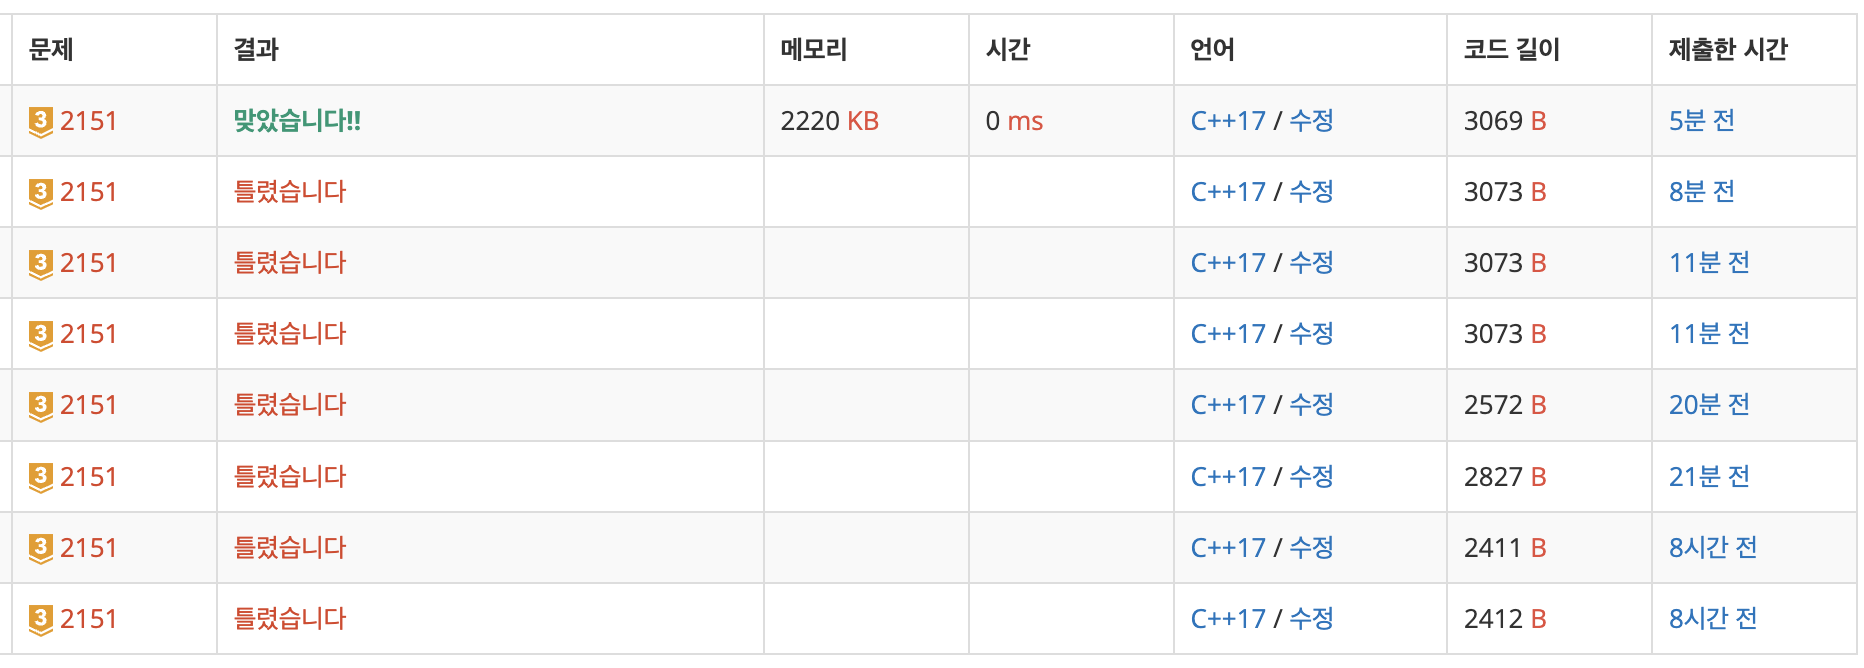 문제 결과 메모리 시간 언어 코드 길이 제출한 시간
3 2151 맞았습니다!! 2220 KB 0 ms C++17 / 수정 3069 B 5분 전
3 2151 틀렸습니다 C++17 / 수정 3073 B 8분 전
3 2151 틀렸습니다 C++17 / 수정 3073 B 11분 전
3 2151 틀렸습니다 C++17 / 수정 3073 B 11분 전
3 2151 틀렸습니다 C++17 / 수정 2572 B 20분 전
3 2151 틀렸습니다 C++17 / 수정 2827 B 21분 전
3 2151 틀렸습니다 C++17 / 수정 2411 B 8시간 전
3 2151 틀렸습니다 C++17 / 수정 2412 B 8시간 전